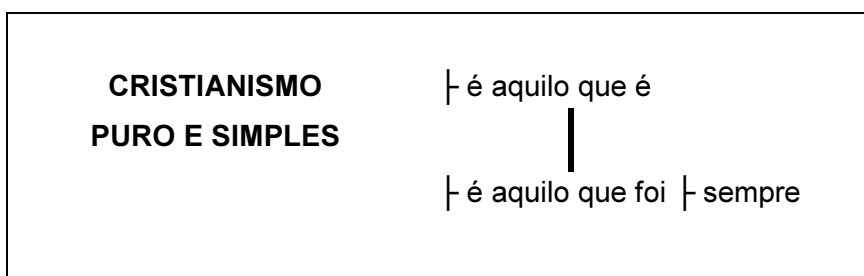 CRISTIANISMO ├ é aquilo que é
PURO E SIMPLES
├ é aquilo que foi ├ sempre